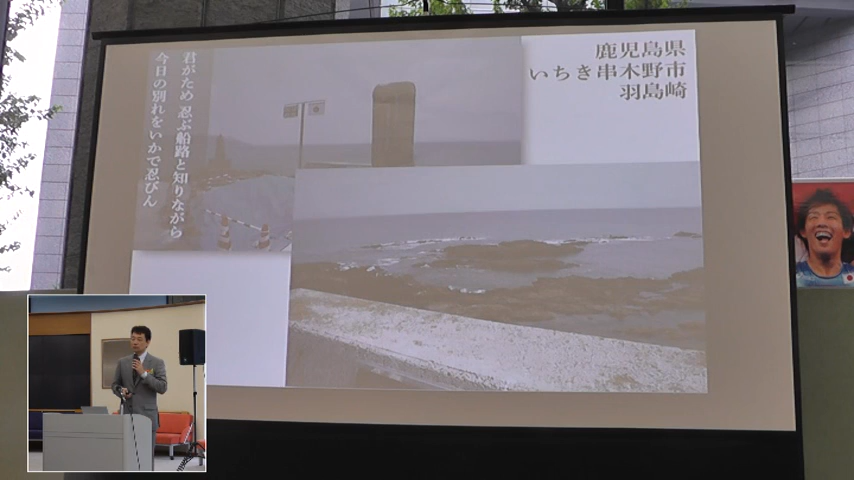 鹿児島県
いちき串木野市
羽島崎
君がため 忍ぶ船路と知りながら
今日の別れをいかで忍びん